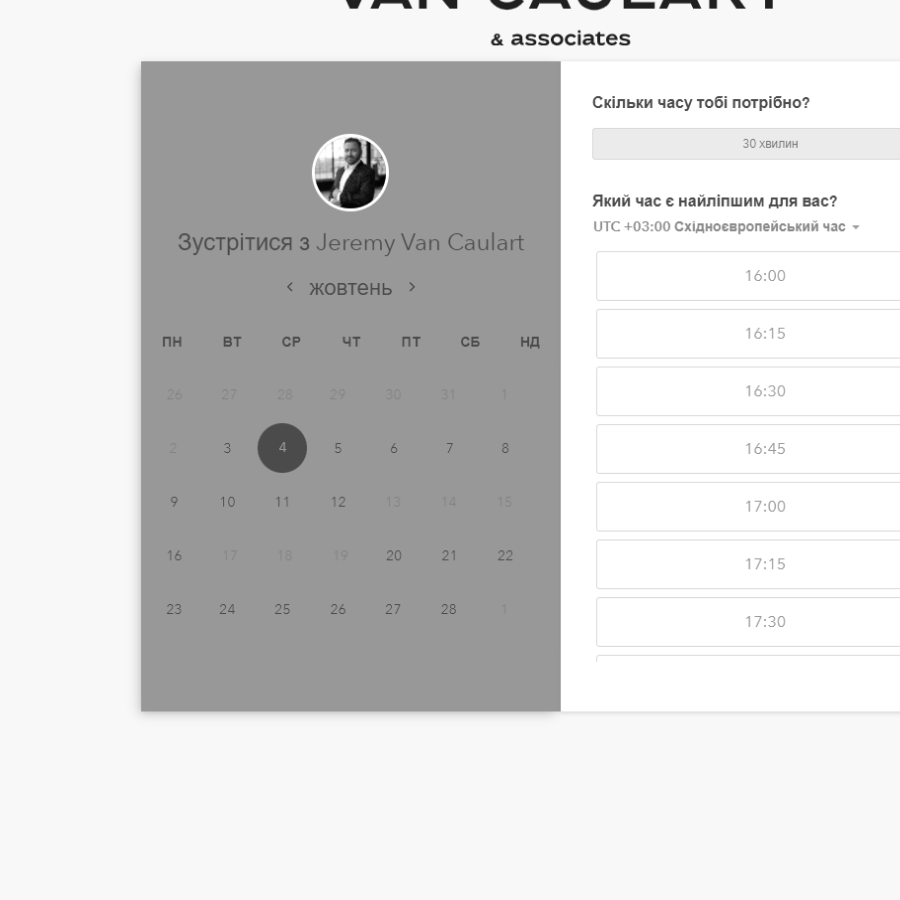 VAN CAULART
& associates
Зустрітися з Jeremy Van Caulart
жовтень
ПН ВТ СР ЧТ ПТ СБ НД
26 27 28 29 30 31 1
2 3 4 5 6 7 8
9 10 11 12 13 14 15
16 17 18 19 20 21 22
23 24 25 26 27 28 1
Скільки часу тобі потрібно?
30 хвилин
Який час є найліпшим для вас?
UTC +03:00 Східноєвропейський час
16:00
16:15
16:30
16:45
17:00
17:15
17:30